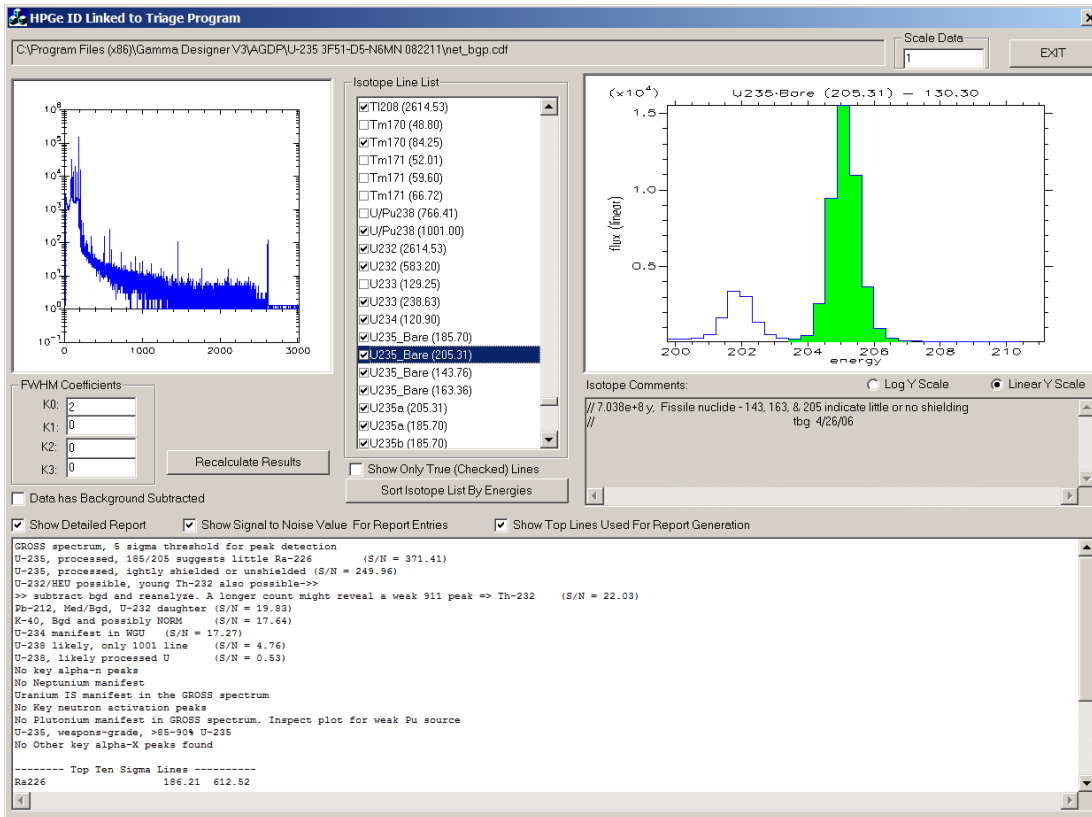 HPGe ID Linked to Triage Program
C:\Program Files (x86)\Gamma Designer V3\AGDP\U-235 3F51-D5-N6MN 082211\net_bgp.cdf
Scale Data
1
EXIT
10^6
10^5
10^4
10^3
10^2
10^1
10^0
10^-1
0 1000 2000 3000
Isotope Line List
Tl208 (2614.53)
Tm170 (48.80)
Tm170 (84.25)
Tm171 (52.01)
Tm171 (59.60)
Tm171 (66.72)
U/Pu238 (766.41)
U/Pu238 (1001.00)
U232 (2614.53)
U232 (583.20)
U233 (129.25)
U233 (238.63)
U234 (120.90)
U235_Bare (185.70)
U235_Bare (205.31)
U235_Bare (143.76)
U235_Bare (163.36)
U235a (205.31)
U235a (185.70)
U235b (185.70)
Show Only True (Checked) Lines
Sort Isotope List By Energies
(x10^4) U235-Bare (205.31) - 130.30
1.5
1.0
0.5
flux (linear)
200 202 204 206 208 210
energy
FWHM Coefficients
K0: 2
K1: 0
K2: 0
K3: 0
Recalculate Results
Data has Background Subtracted
Isotope Comments:
Log Y Scale
Linear Y Scale
// 7.038e+8 y, Fissile nuclide - 143, 163, & 205 indicate little or no shielding
// tbg 4/26/06
Show Detailed Report
Show Signal to Noise Value For Report Entries
Show Top Lines Used For Report Generation
GROSS spectrum, 5 sigma threshold for peak detection
U-235, processed, 185/205 suggests little Ra-226 (S/N = 371.41)
U-235, processed, ightly shielded or unshielded (S/N = 249.96)
U-232/HEU possible, young Th-232 also possible->>
>> subtract bgd and reanalyze. A longer count might reveal a weak 911 peak => Th-232 (S/N = 22.03)
Pb-212, Med/Bgd, U-232 daughter (S/N = 19.83)
K-40, Bgd and possibly NORM (S/N = 17.64)
U-234 manifest in WGU (S/N = 17.27)
U-238 likely, only 1001 line (S/N = 4.76)
U-238, likely processed U (S/N = 0.53)
No key alpha-n peaks
No Neptunium manifest
Uranium IS manifest in the GROSS spectrum
No Key neutron activation peaks
No Plutonium manifest in GROSS spectrum. Inspect plot for weak Pu source
U-235, weapons-grade, >85-90% U-235
No Other key alpha-X peaks found
-------- Top Ten Sigma Lines ----------
Ra226 186.21 612.52